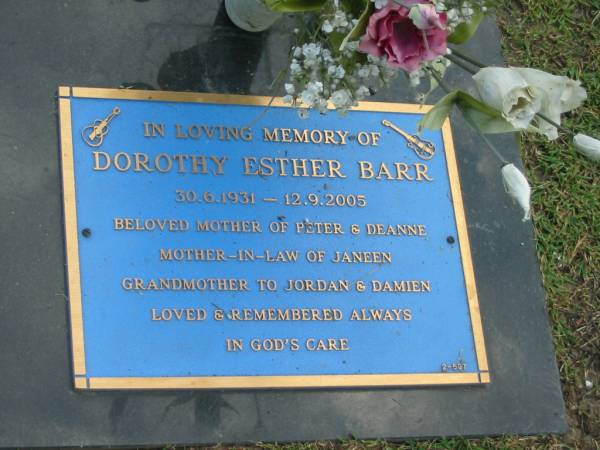 IN LOVING MEMORY OF
DOROTHY ESTHER BARR
30.6.1931 — 12.9.2005
BELOVED MOTHER OF PETER & DEANNE
MOTHER-IN-LAW OF JANEEN
GRANDMOTHER TO JORDAN & DAMIEN
LOVED & REMEMBERED ALWAYS
IN GOD'S CARE